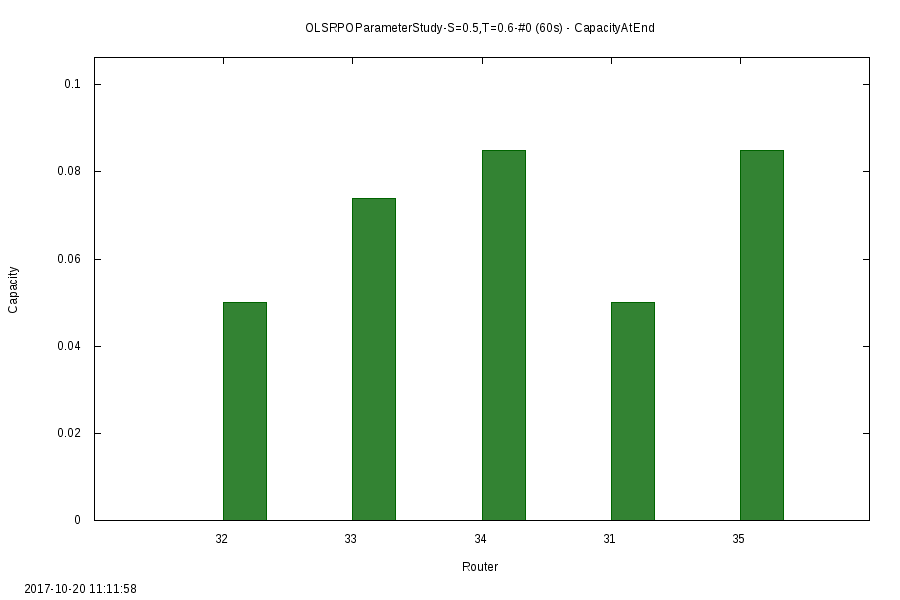 OLSRPOParameterStudy-S=0.5,T=0.6-#0 (60s) - CapacityAtEnd
0.1
0.08
0.06
0.04
0.02
0
Capacity
32 33 34 31 35
Router
2017-10-20 11:11:58